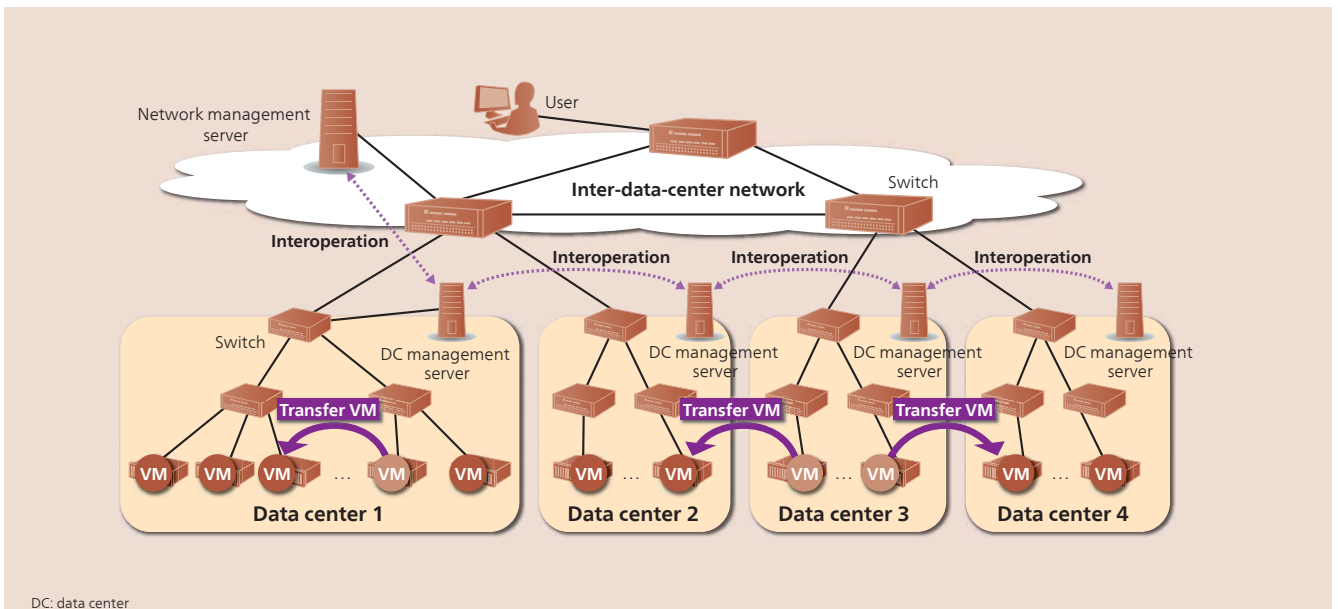 User
Network management
server
Inter-data-center network
Switch
Interoperation
Interoperation
Interoperation
Interoperation
Switch
DC management
server
DC management
server
DC management
server
DC management
server
Transfer VM
Transfer VM
Transfer VM
VM
VM
VM
...
VM
VM
VM
...
VM
VM
...
VM
VM
...
VM
Data center 1
Data center 2
Data center 3
Data center 4
DC: data center